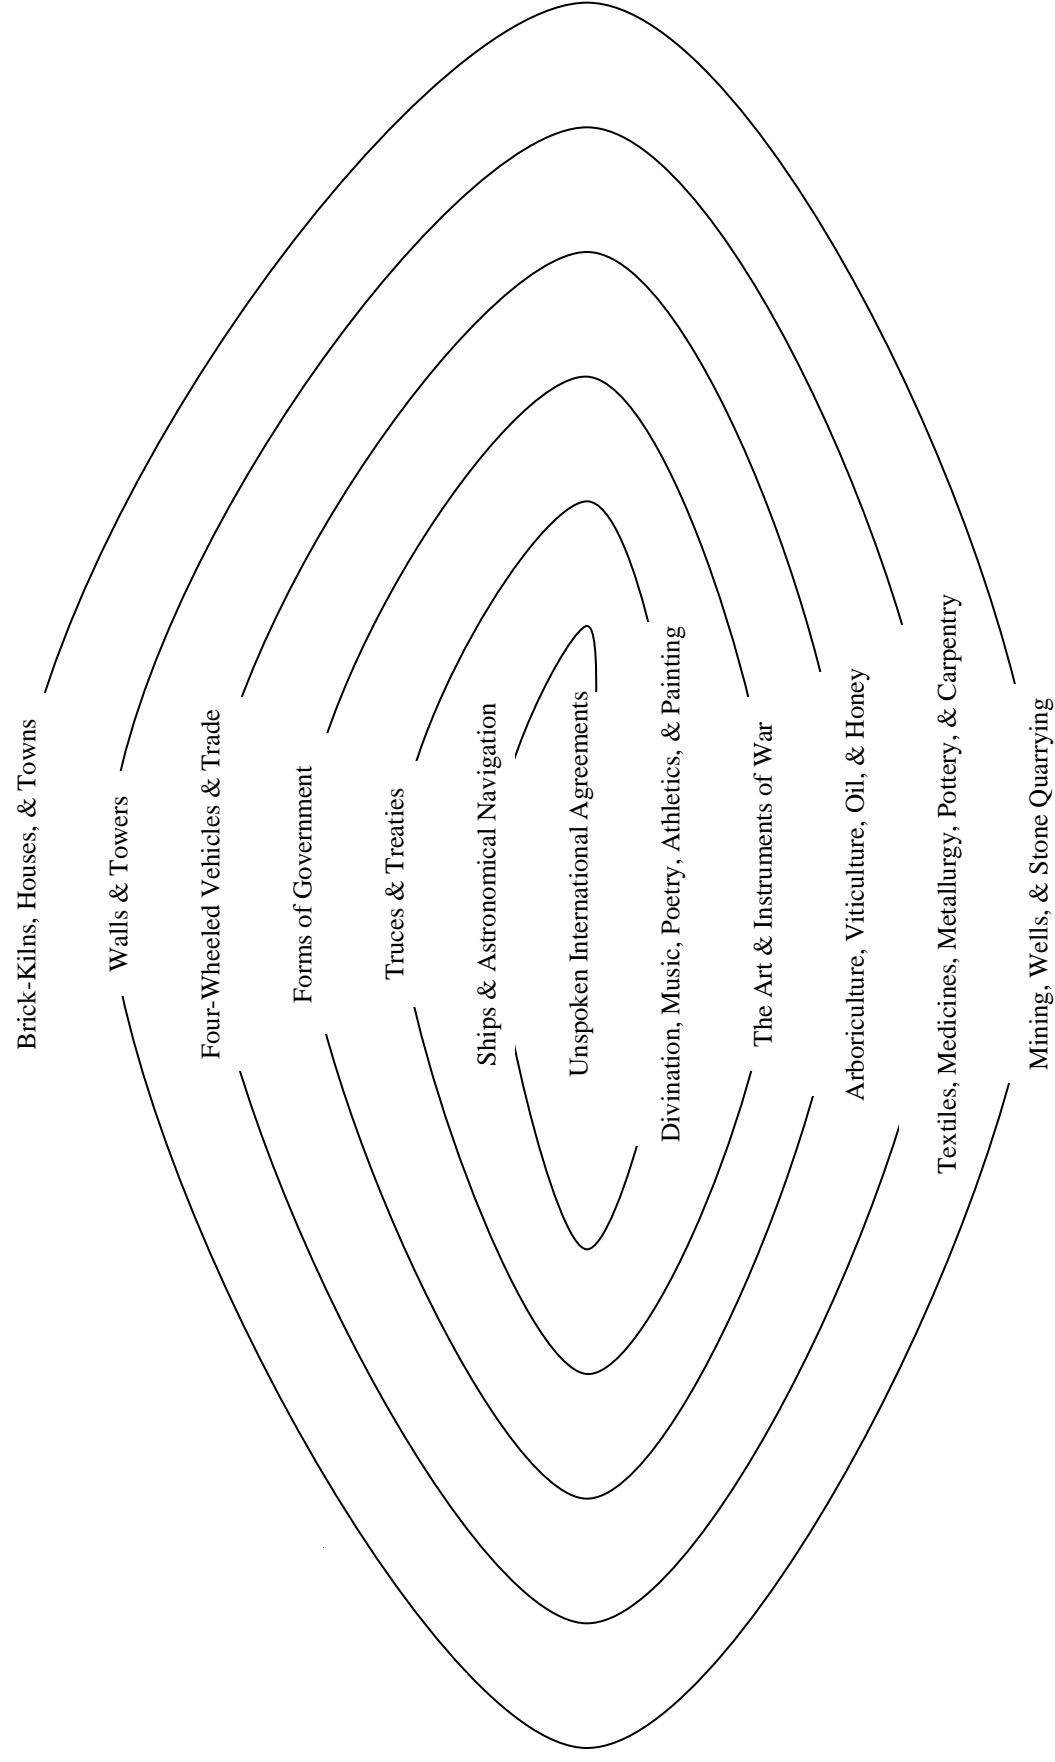 Brick-Kilns, Houses, & Towns
Walls & Towers
Four-Wheeled Vehicles & Trade
Forms of Government
Truces & Treaties
Ships & Astronomical Navigation
Unspoken International Agreements
Divination, Music, Poetry, Athletics, & Painting
The Art & Instruments of War
Arboriculture, Viticulture, Oil, & Honey
Textiles, Medicines, Metallurgy, Pottery, & Carpentry
Mining, Wells, & Stone Quarrying